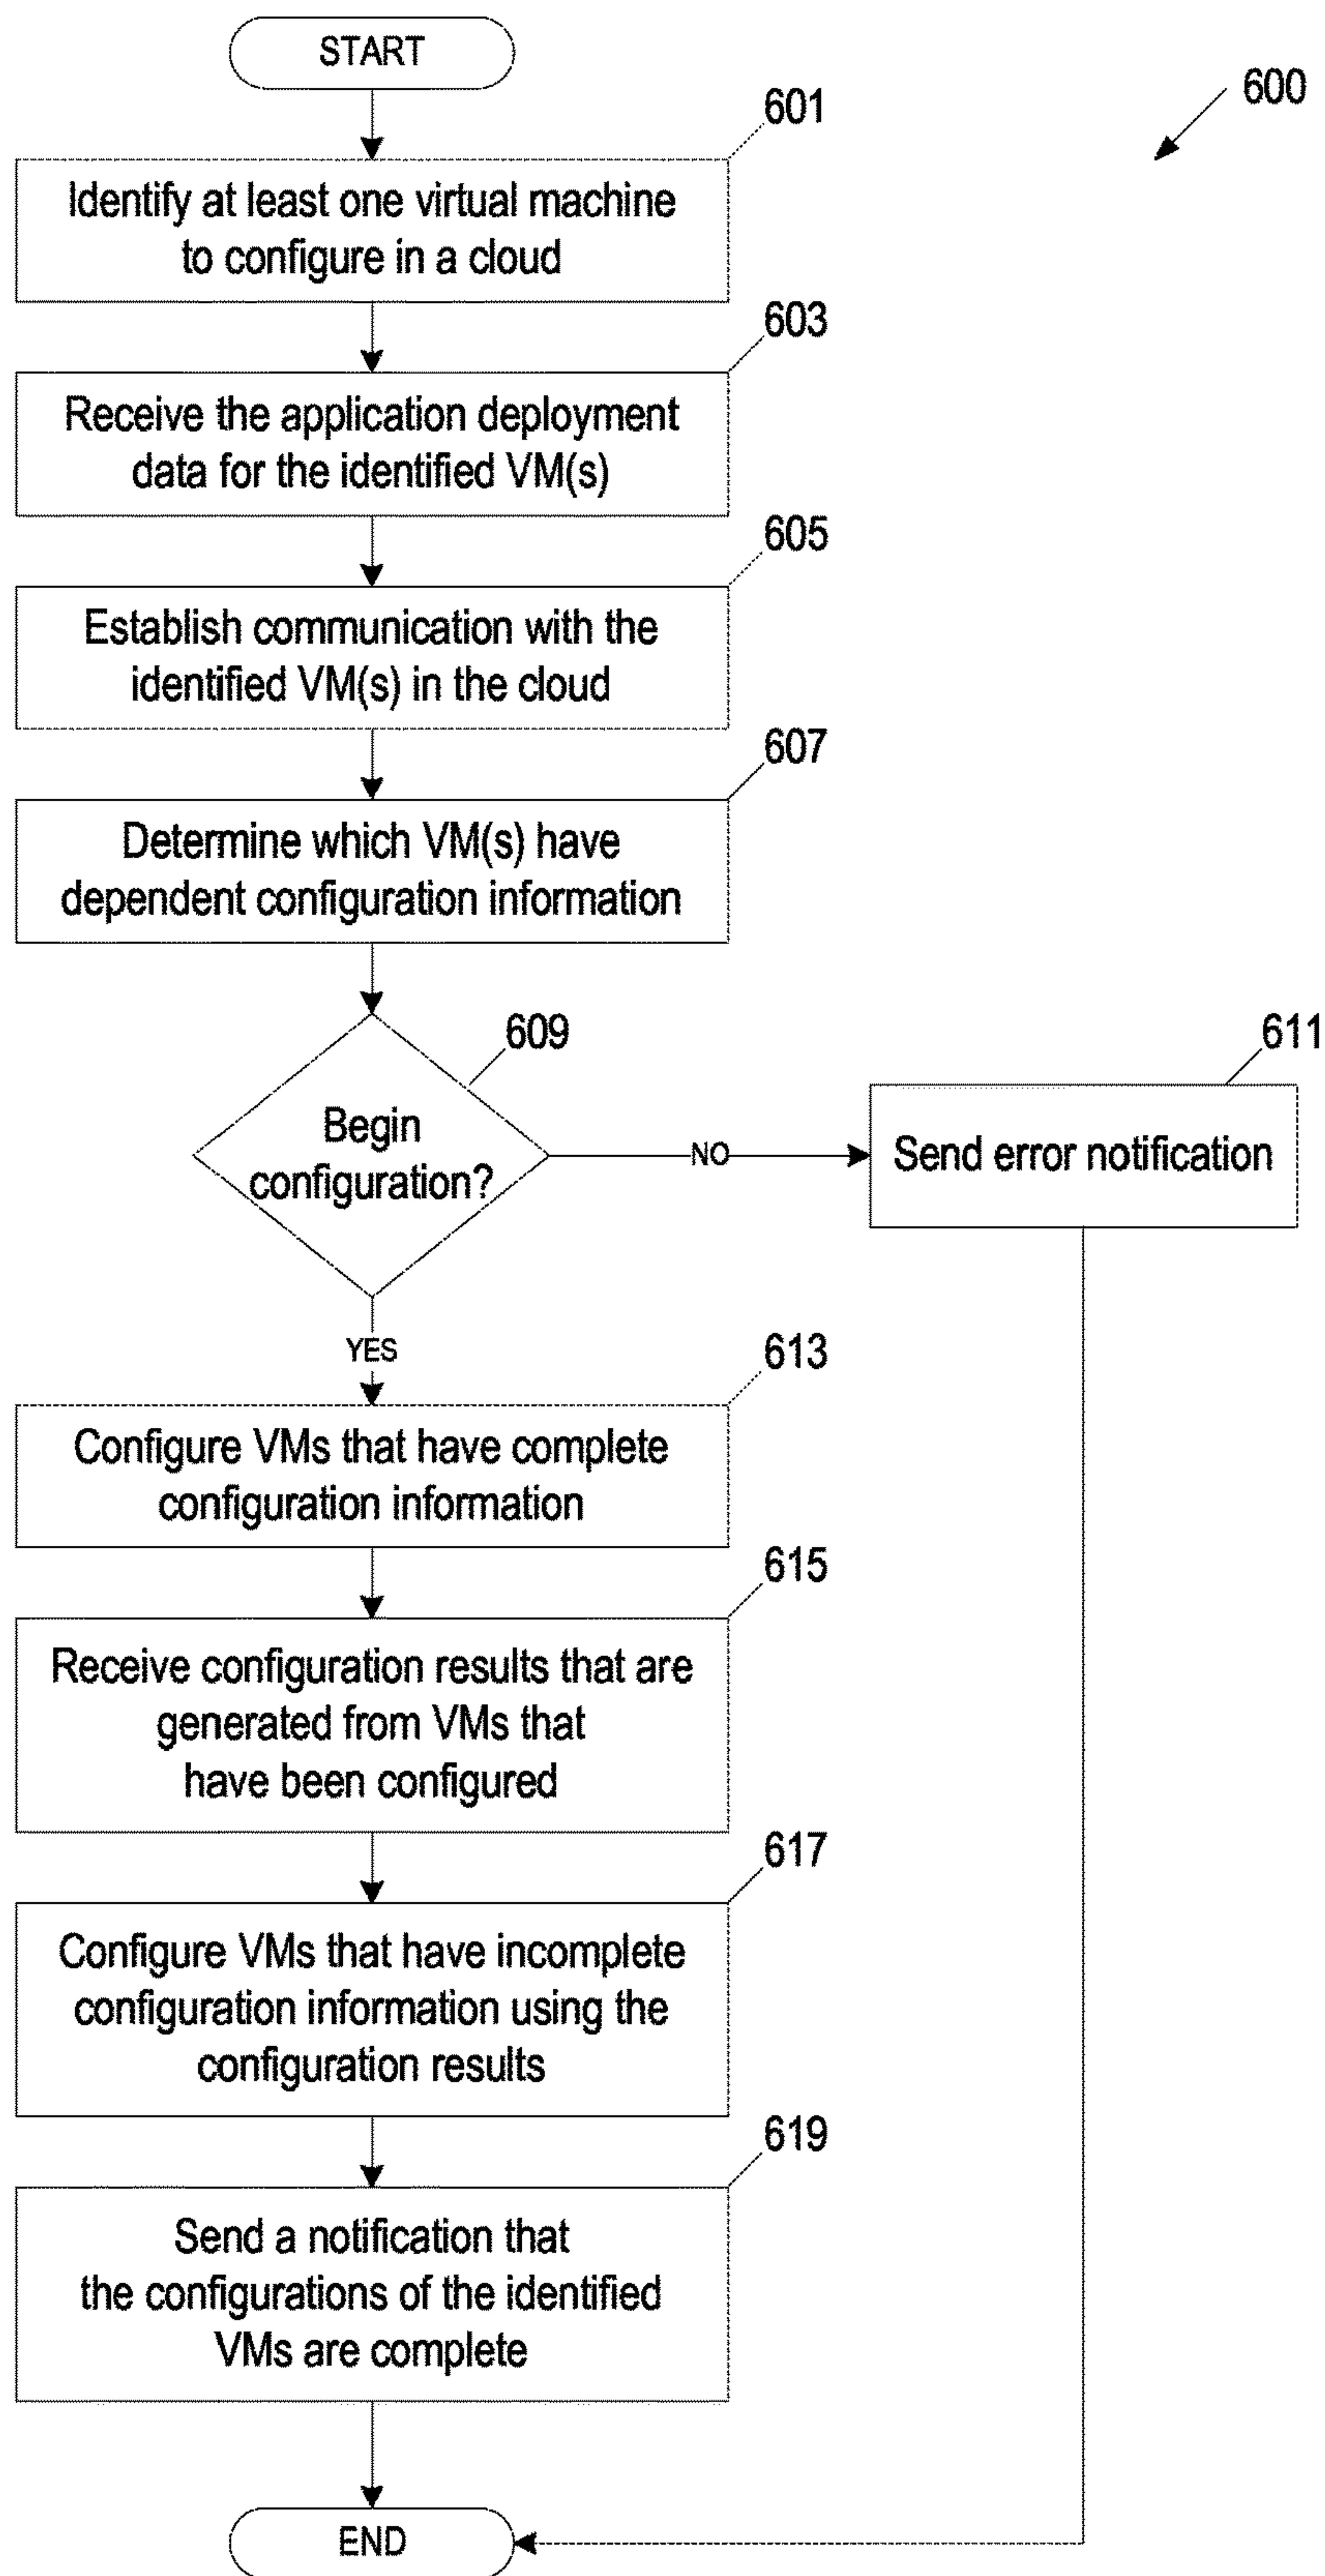 START
600
601
Identify at least one virtual machine
to configure in a cloud
603
Receive the application deployment
data for the identified VM(s)
605
Establish communication with the
identified VM(s) in the cloud
607
Determine which VM(s) have
dependent configuration information
609
Begin
configuration?
NO
611
Send error notification
YES
613
Configure VMs that have complete
configuration information
615
Receive configuration results that are
generated from VMs that
have been configured
617
Configure VMs that have incomplete
configuration information using the
configuration results
619
Send a notification that
the configurations of the identified
VMs are complete
END